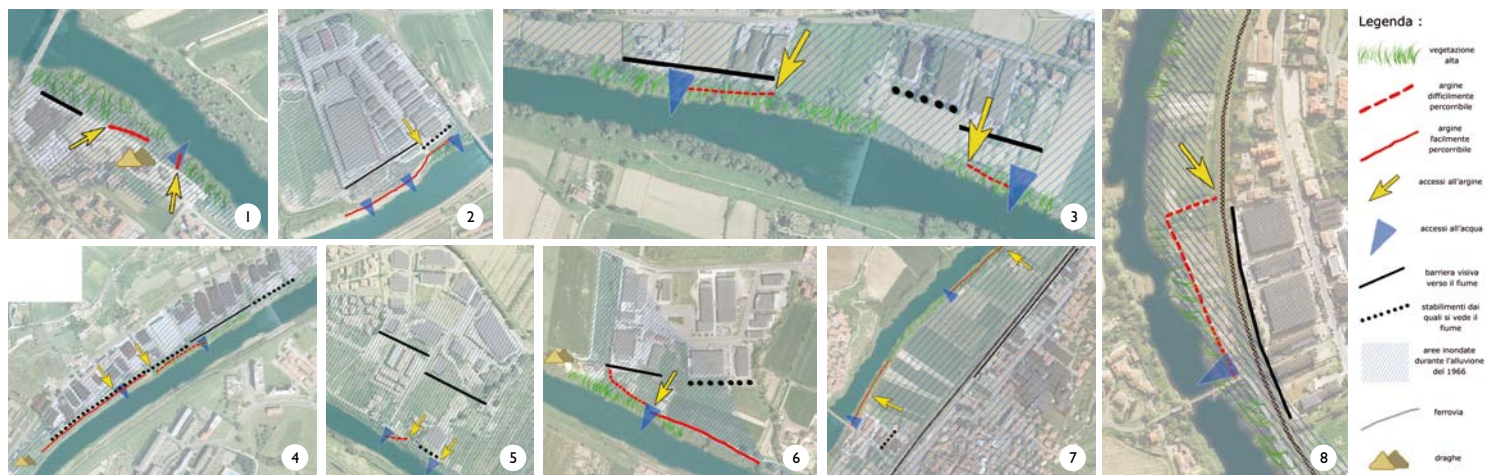 1
2
3
4
5
6
7
8
Legenda :
vegetazione
alta
argine
difficilmente
percorribile
argine
facilmente
percorribile
accessi all'argine
accessi all'acqua
barriera visiva
verso il fiume
stabilimenti dai
quali si vede il
fiume
aree inondate
durante l'alluvione
del 1966
ferrovia
draghe